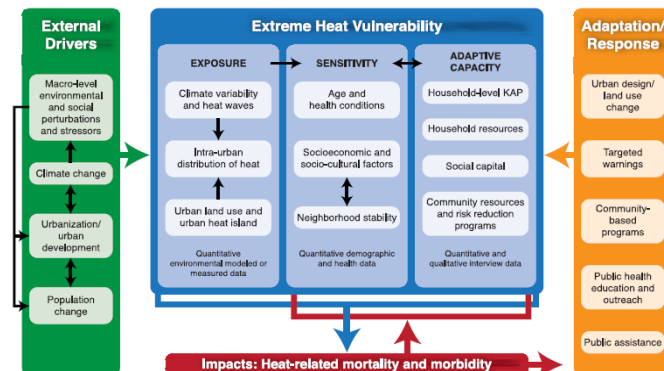 External
Drivers
Macro-level
environmental
and social
perturbations
and stressors
Climate change
Urbanization/
urban
development
Population
change
Extreme Heat Vulnerability
EXPOSURE
Climate variability
and heat waves
Intra-urban
distribution of heat
Urban land use and
urban heat island
Quantitative
environmental modeled or
measured data
SENSITIVITY
Age and
health conditions
Socioeconomic and
socio-cultural factors
Neighborhood stability
Quantitative demographic
and health data
ADAPTIVE
CAPACITY
Household-level KAP
Household resources
Social capital
Community resources
and risk reduction
programs
Quantitative and
qualitative interview data
Adaptation/
Response
Urban design/
land use
change
Targeted
warnings
Community-
based
programs
Public health
education and
outreach
Public assistance
Impacts: Heat-related mortality and morbidity